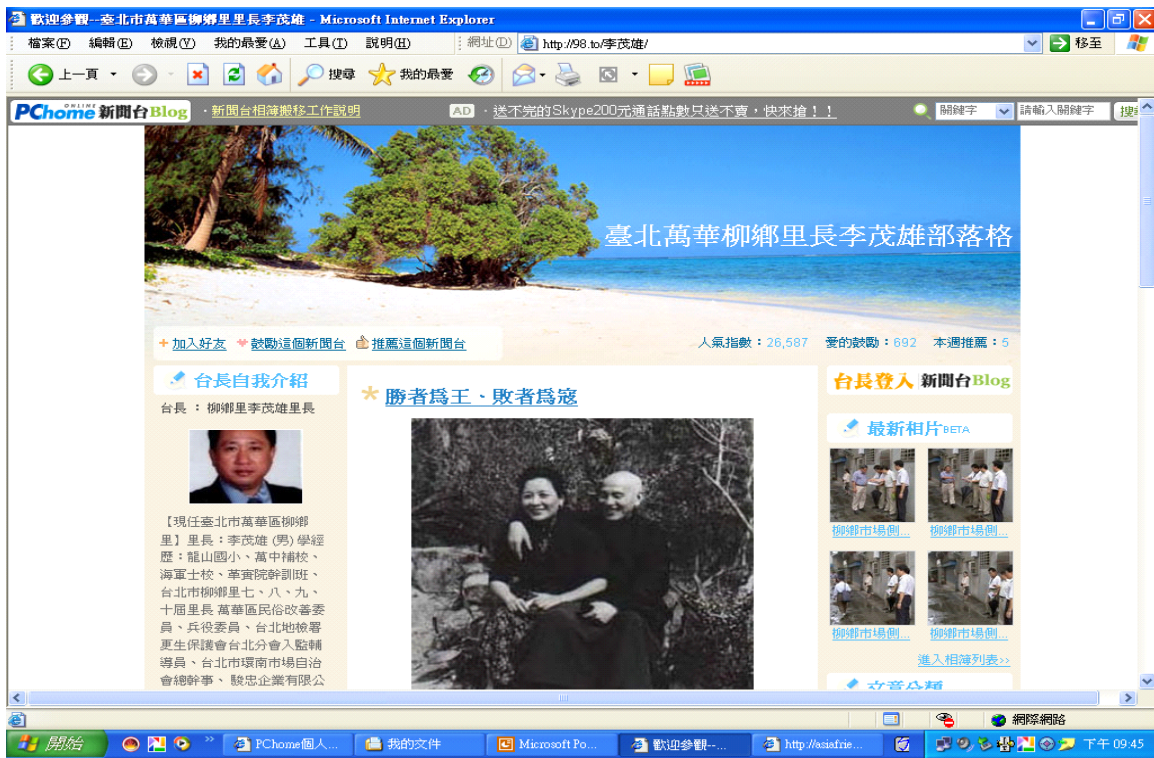 歡迎參觀--臺北市萬華區柳鄉里里長李茂雄 - Microsoft Internet Explorer
檔案(F) 編輯(E) 檢視(V) 我的最愛(A) 工具(T) 說明(H) 網址(D) http://98.to/李茂雄/ 移至
上一頁 搜尋 我的最愛
PChome ONLINE 新聞台Blog ·新聞台相簿搬移工作說明 AD ·送不完的Skype200元通話點數只送不賣,快來搶!! 關鍵字 請輸入關鍵字
臺北萬華柳鄉里長李茂雄部落格
加入好友 鼓勵這個新聞台 推薦這個新聞台 人氣指數:26,587 愛的鼓勵:692 本週推薦:5
台長自我介紹
台長 : 柳鄉里李茂雄里長
【現任臺北市萬華區柳鄉
里】里長:李茂雄 (男) 學經
歷:龍山國小、萬中補校、
海軍士校、革實院幹訓班、
台北市柳鄉里七、八、九、
十屆里長 萬華區民俗改善委
員、兵役委員、台北地檢署
更生保護會台北分會入監輔
導員、台北市環南市場自治
會總幹事、駿忠企業有限公
勝者為王、敗者為寇
台長登入 新聞台Blog
最新相片BETA
柳鄉市場側... 柳鄉市場側...
柳鄉市場側... 柳鄉市場側...
進入相簿列表>>
文章分類
網際網路
開始 PChome個人... 我的文件 Microsoft Po... 歡迎參觀--... http://asiafrie... 下午 09:45